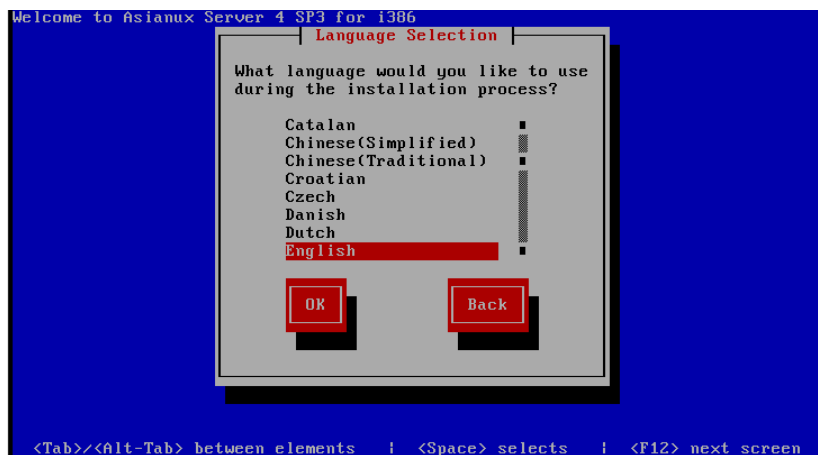 Welcome to Asianux Server 4 SP3 for i386
Language Selection
What language would you like to use
during the installation process?
Catalan
Chinese(Simplified)
Chinese(Traditional)
Croatian
Czech
Danish
Dutch
English
OK
Back
<Tab>/<Alt-Tab> between elements | <Space> selects | <F12> next screen